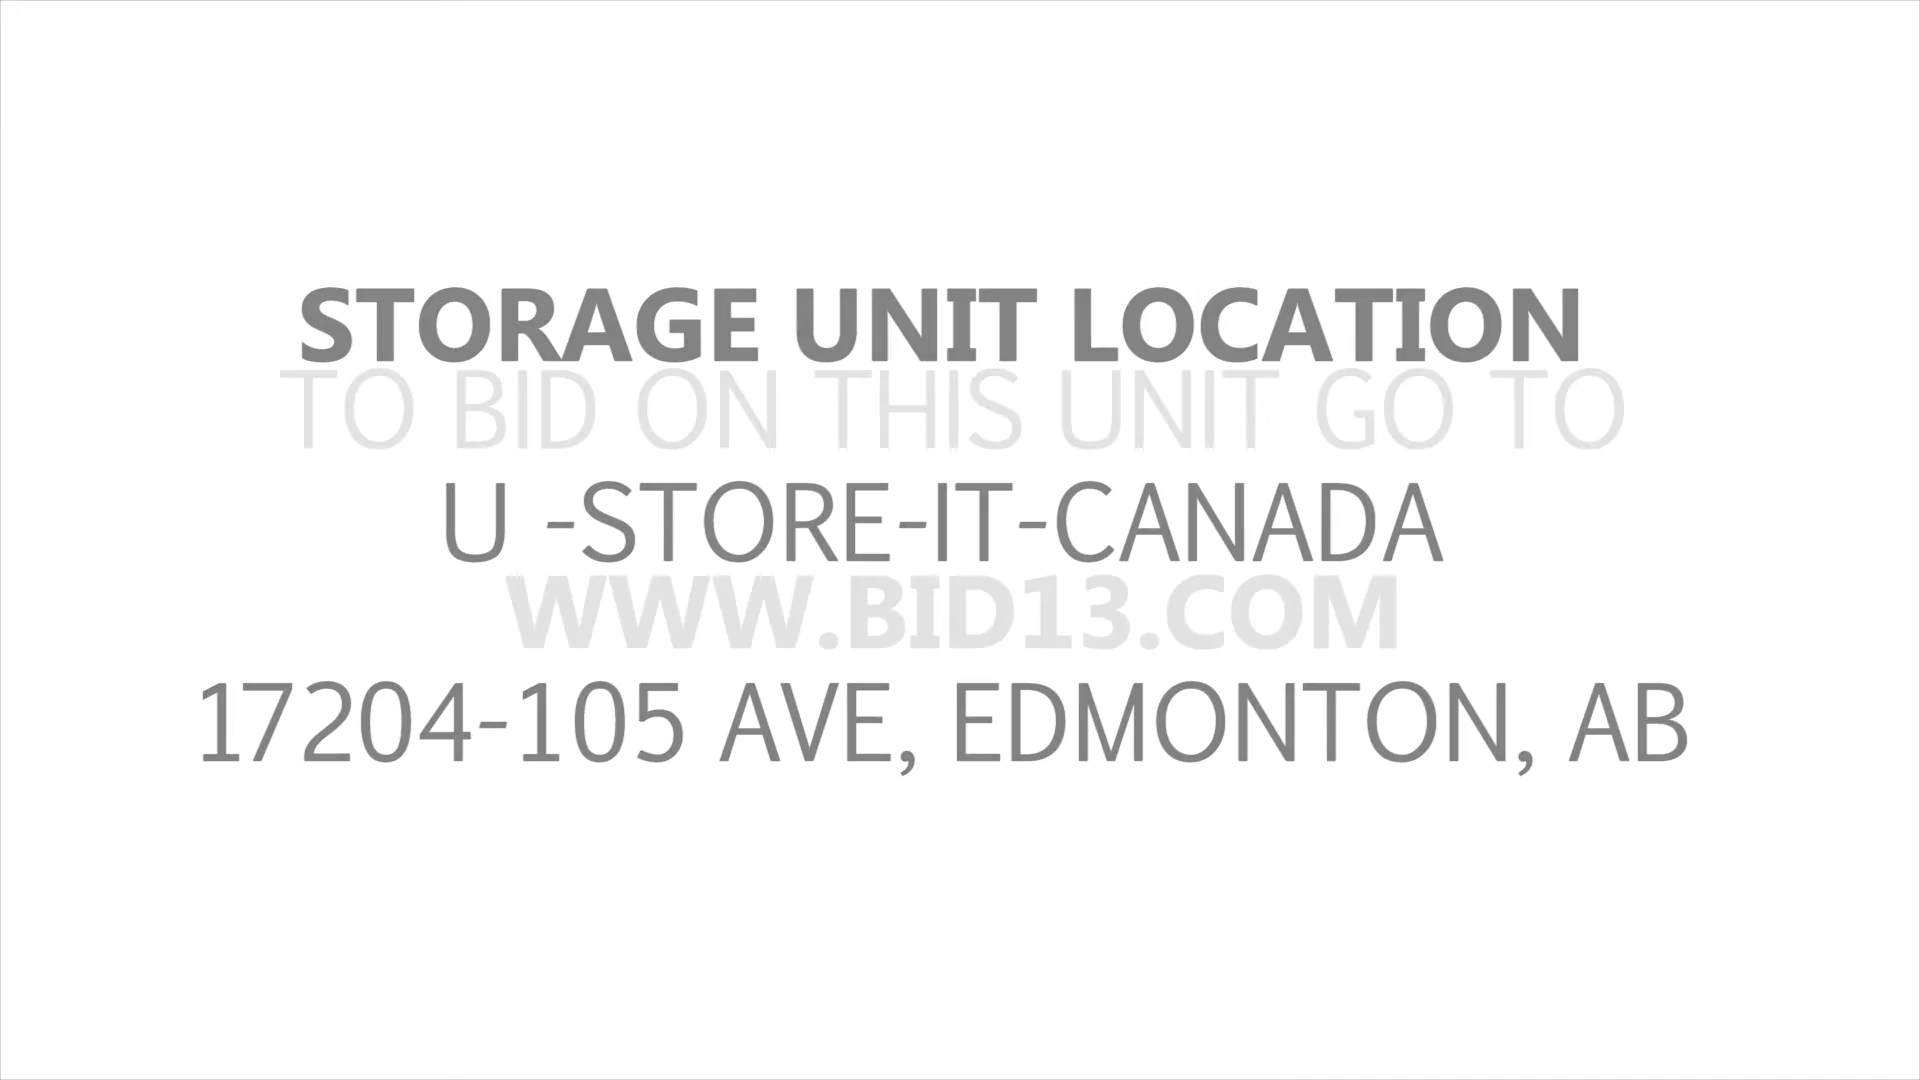 STORAGE UNIT LOCATION
TO BID ON THIS UNIT GO TO
U -STORE-IT-CANADA
WWW.BID13.COM
17204-105 AVE, EDMONTON, AB